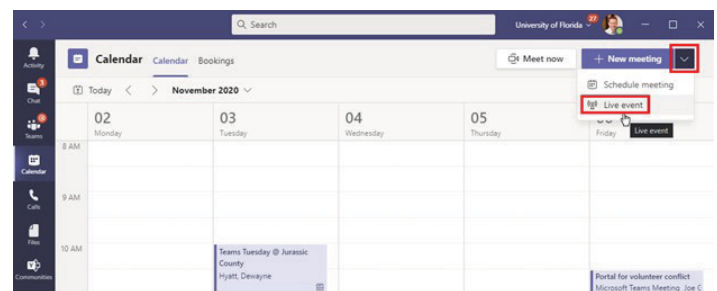 Search
University of Florida
27
Activity
Calendar
Calendar
Bookings
Meet now
+ New meeting
3
Chat
Today
November 2020
Schedule meeting
Live event
Teams
02
Monday
03
Tuesday
04
Wednesday
05
Thursday
Friday
Live event
8 AM
Calendar
Calls
9 AM
Files
10 AM
Communities
Teams Tuesday @ Jurassic
County
Hyatt, Dewayne
Portal for volunteer conflict
Microsoft Teams Meeting Joe C